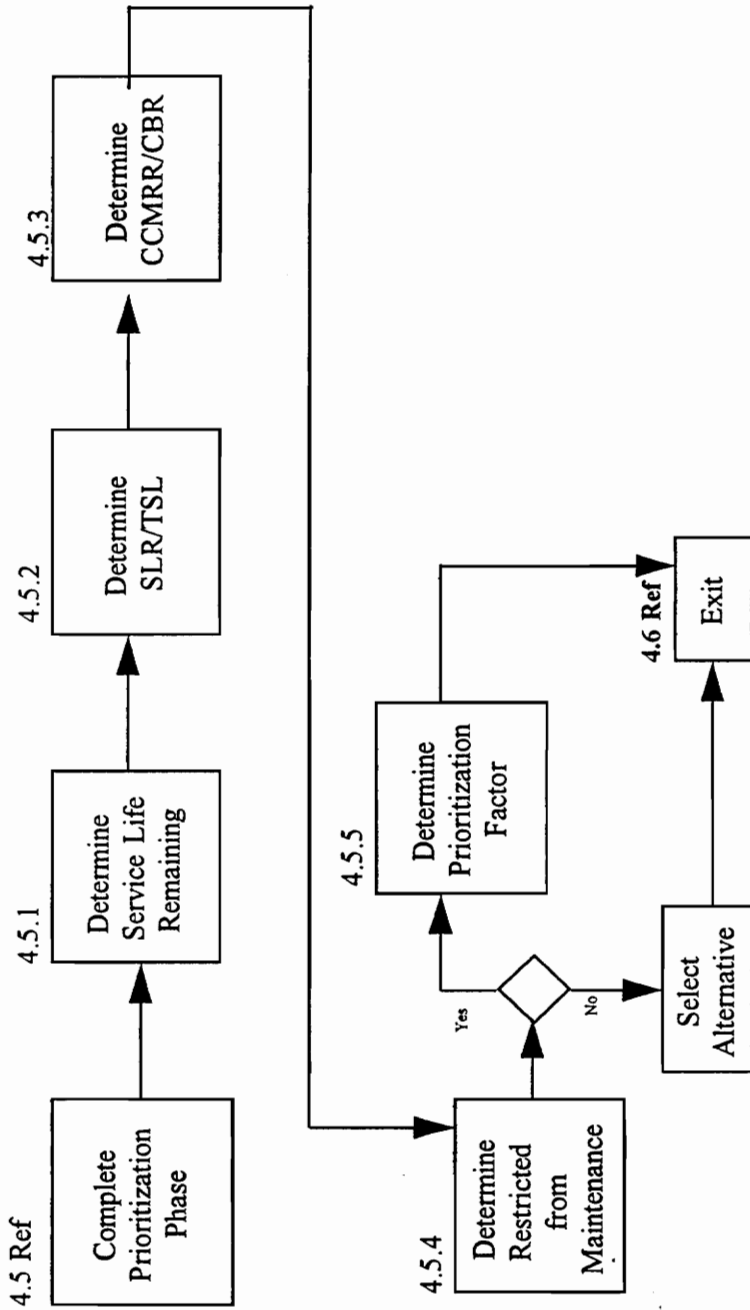 4.5 Ref
Complete
Prioritization
Phase
4.5.1
Determine
Service Life
Remaining
4.5.2
Determine
SLR/TSL
4.5.3
Determine
CCMRR/CBR
4.5.4
Determine
Restricted
from
Maintenance
Yes
No
4.5.5
Determine
Prioritization
Factor
Select
Alternative
4.6 Ref
Exit